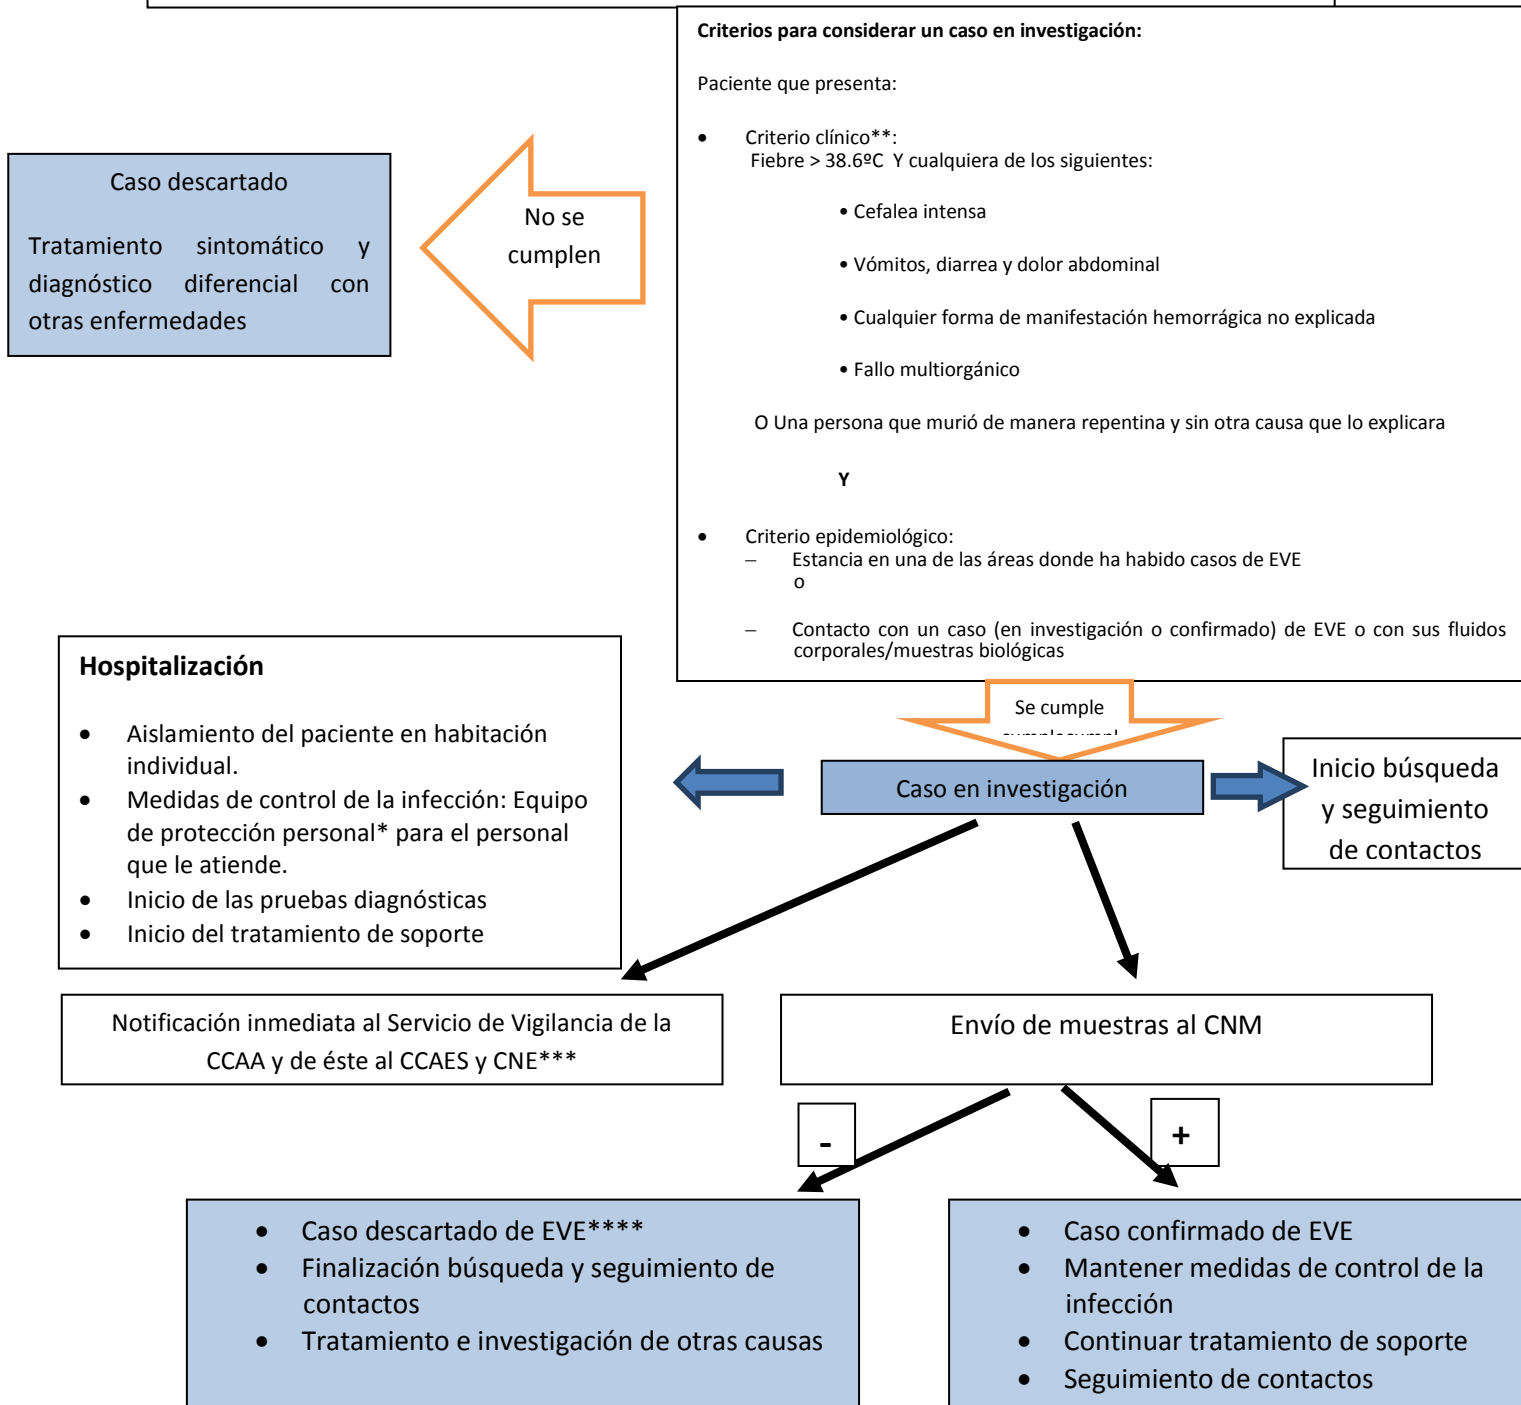 Criterios para considerar un caso en investigación:
Paciente que presenta:
• Criterio clínico**:
Fiebre > 38.6ºC Y cualquiera de los siguientes:
• Cefalea intensa
• Vómitos, diarrea y dolor abdominal
• Cualquier forma de manifestación hemorrágica no explicada
• Fallo multiorgánico
O Una persona que murió de manera repentina y sin otra causa que lo explicara
Y
• Criterio epidemiológico:
– Estancia en una de las áreas donde ha habido casos de EVE
o
– Contacto con un caso (en investigación o confirmado) de EVE o con sus fluidos
corporales/muestras biológicas
No se
cumplen
Caso descartado
Tratamiento sintomático y
diagnóstico diferencial con
otras enfermedades
Se cumple
Caso en investigación
Inicio búsqueda
y seguimiento
de contactos
Hospitalización
• Aislamiento del paciente en habitación
individual.
• Medidas de control de la infección: Equipo
de protección personal* para el personal
que le atiende.
• Inicio de las pruebas diagnósticas
• Inicio del tratamiento de soporte
Notificación inmediata al Servicio de Vigilancia de la
CCAA y de éste al CCAES y CNE***
Envío de muestras al CNM
-
+
• Caso descartado de EVE****
• Finalización búsqueda y seguimiento de
contactos
• Tratamiento e investigación de otras causas
• Caso confirmado de EVE
• Mantener medidas de control de la
infección
• Continuar tratamiento de soporte
• Seguimiento de contactos